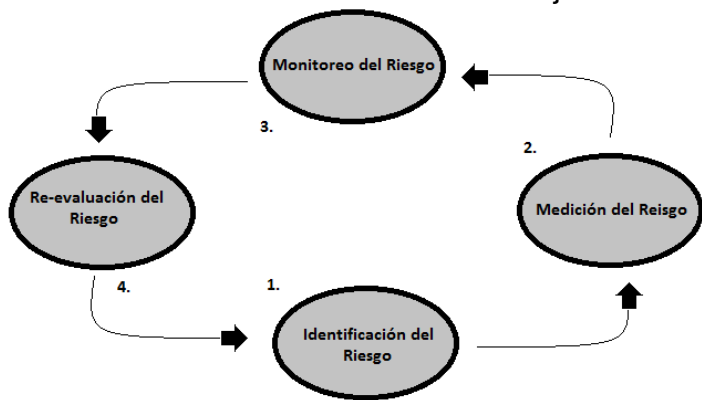 Monitoreo del Riesgo
3.
2.
Re-evaluación del
Riesgo
Medición del Reisgo
4.
1.
Identificación del
Riesgo